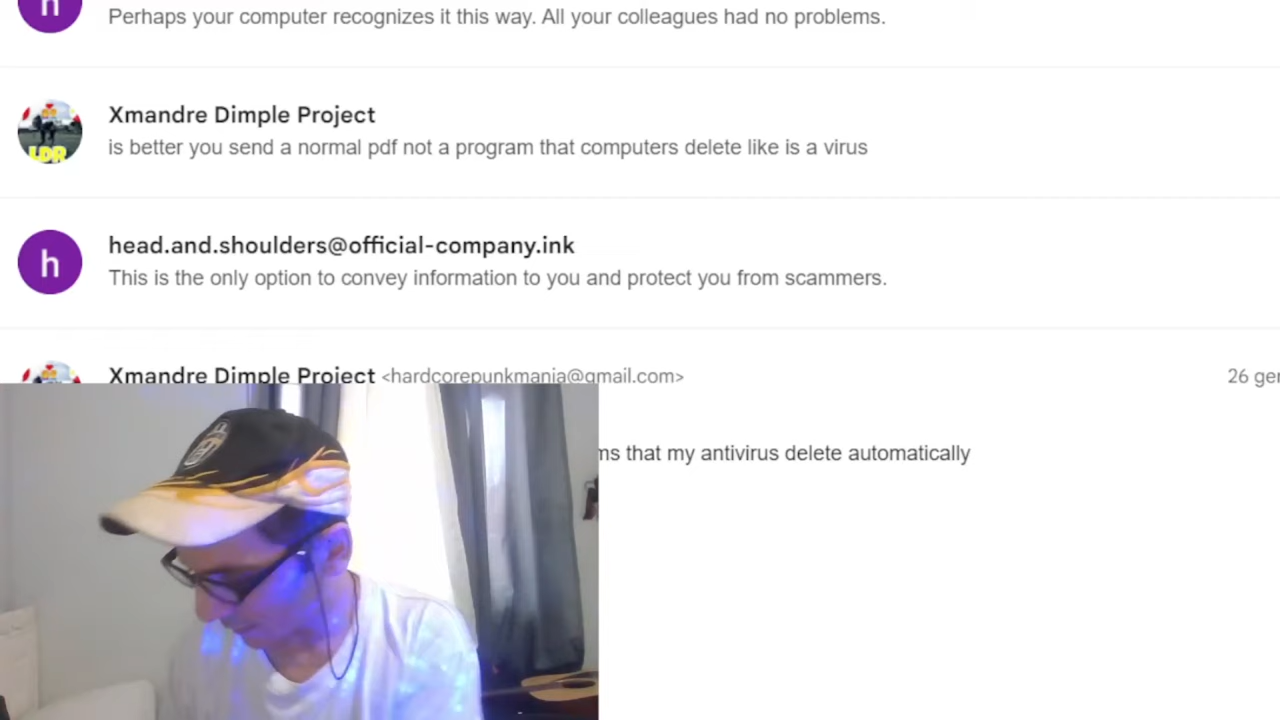 h
Perhaps your computer recognizes it this way. All your colleagues had no problems.
Xmandre Dimple Project
is better you send a normal pdf not a program that computers delete like is a virus
LDR
head.and.shoulders@official-company.ink
h
This is the only option to convey information to you and protect you from scammers.
Xmandre Dimple Project <hardcorepunkmania@gmail.com>
26 ger
ms that my antivirus delete automatically